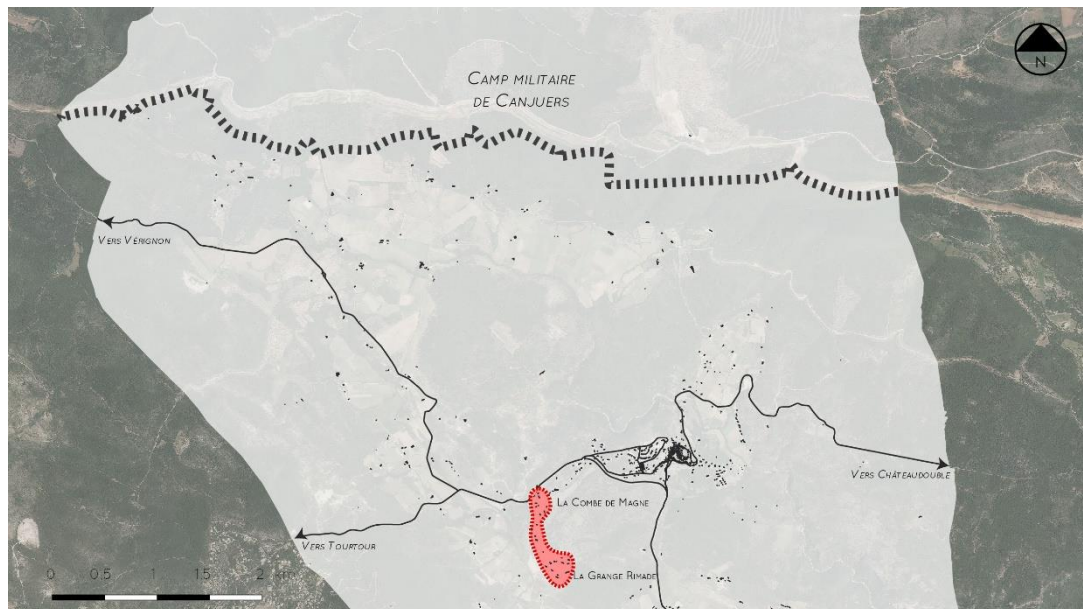 CAMP MILITAIRE
DE CANJUERS
N
VERS VÉRIGNON
VERS CHÂTEAUDOUBLE
LA COMBE DE MAGNE
VERS TOURTOUR
LA GRANGE RIMADE
0 0.5 1 1.5 2 km